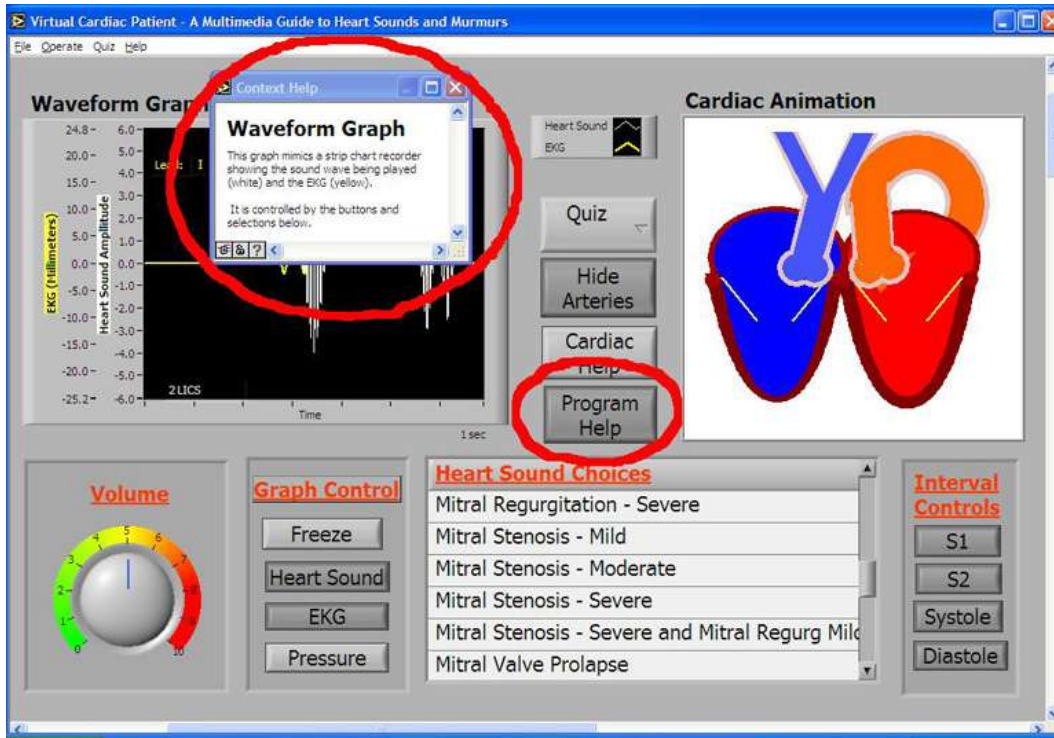 Virtual Cardiac Patient - A Multimedia Guide to Heart Sounds and Murmurs
File Operate Quiz Help
Waveform Graph
Context Help
Waveform Graph
This graph mimics a strip chart recorder
showing the sound wave being played
(white) and the EKG (yellow).
It is controlled by the buttons and
selections below.
?
24.8
20.0
15.0
10.0
5.0
0.0
-5.0
-10.0
-15.0
-20.0
-25.2
EKG (Millimeters)
6.0
5.0
4.0
3.0
2.0
1.0
0.0
-1.0
-2.0
-3.0
-4.0
-5.0
-6.0
Heart Sound Amplitude
Lead: I
2LICS
Time
1 sec
Heart Sound
EKG
Quiz
Hide
Arteries
Cardiac
Help
Program
Help
Cardiac Animation
Volume
0
1
2
3
4
5
6
8
10
Graph Control
Freeze
Heart Sound
EKG
Pressure
Heart Sound Choices
Mitral Regurgitation - Severe
Mitral Stenosis - Mild
Mitral Stenosis - Moderate
Mitral Stenosis - Severe
Mitral Stenosis - Severe and Mitral Regurg Mild
Mitral Valve Prolapse
Interval
Controls
S1
S2
Systole
Diastole